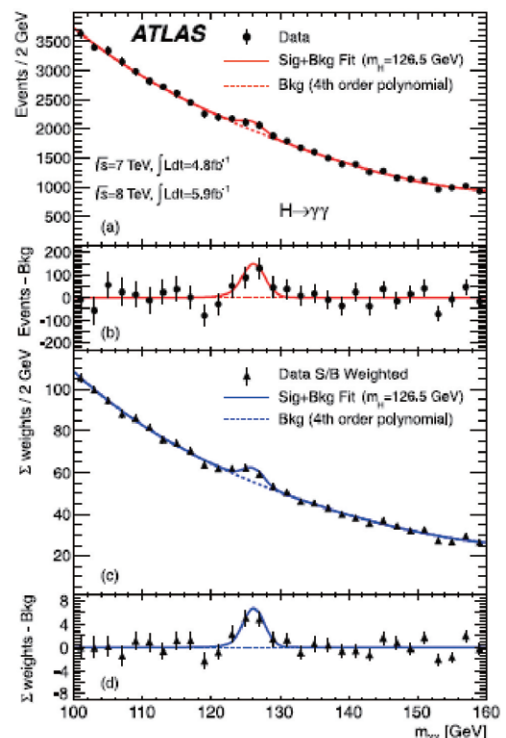 ATLAS
Data
Sig+Bkg Fit (mH=126.5 GeV)
Bkg (4th order polynomial)
Events / 2 GeV
3500
3000
2500
2000
1500
1000
500
√s=7 TeV, ∫Ldt=4.8fb⁻¹
√s=8 TeV, ∫Ldt=5.9fb⁻¹
(a)
H→γγ
Events - Bkg
200
100
0
-100
-200
(b)
Σ weights / 2 GeV
100
80
60
40
20
Data S/B Weighted
Sig+Bkg Fit (mH=126.5 GeV)
Bkg (4th order polynomial)
(c)
Σ weights - Bkg
8
4
0
-4
-8
(d)
100 110 120 130 140 150 160
mγγ [GeV]